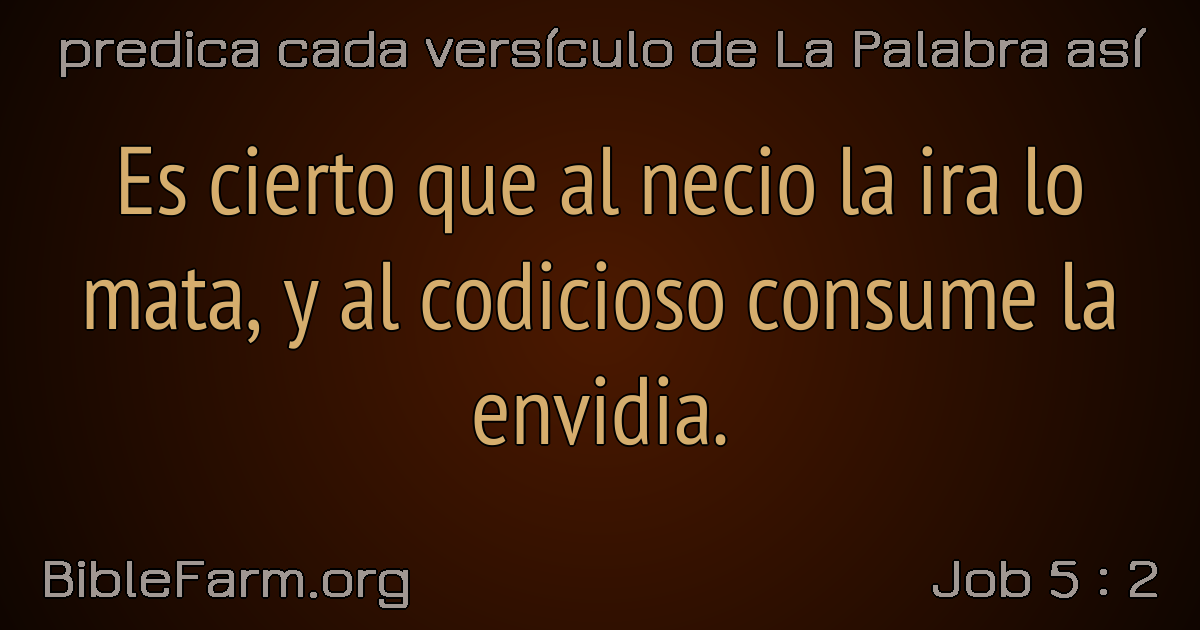 predica cada versículo de La Palabra así
Es cierto que al necio la ira lo
mata, y al codicioso consume la
envidia.
BibleFarm.org
Job 5 : 2